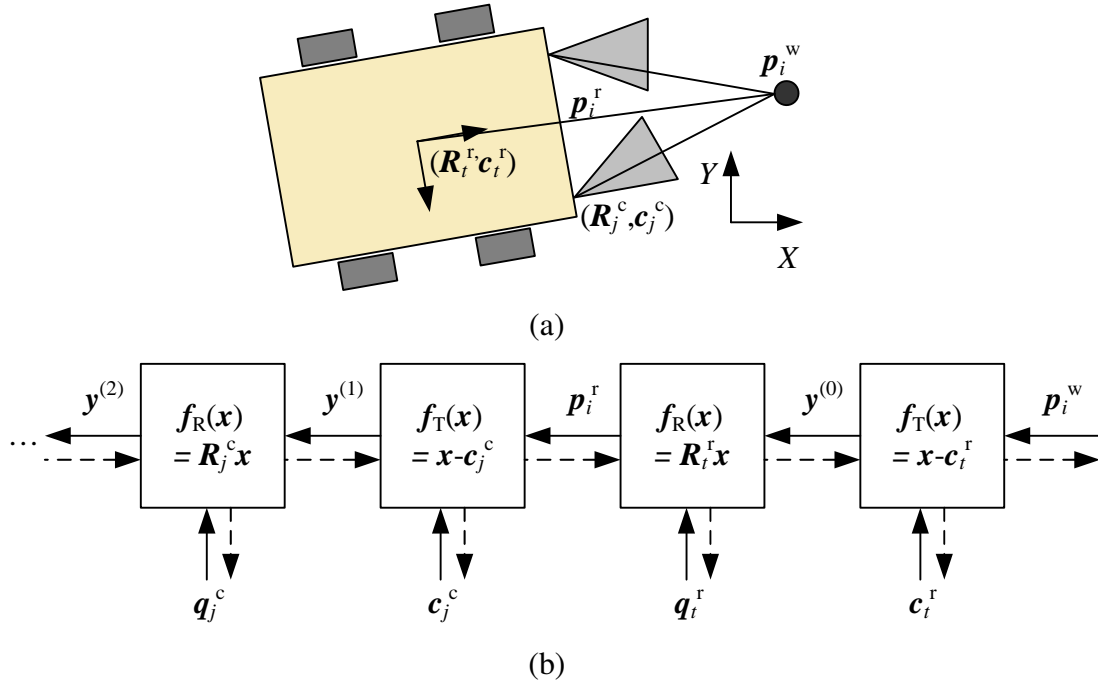 p_i^w
p_i^r
(R_t^r,c_t^r)
Y
(R_j^c,c_j^c)
X
(a)
y^(2) y^(1) p_i^r y^(0) p_i^w
f_R(x) f_T(x) f_R(x) f_T(x)
…
= R_j^c x = x-c_j^c = R_t^r x = x-c_t^r
q_j^c c_j^c q_t^r c_t^r
(b)